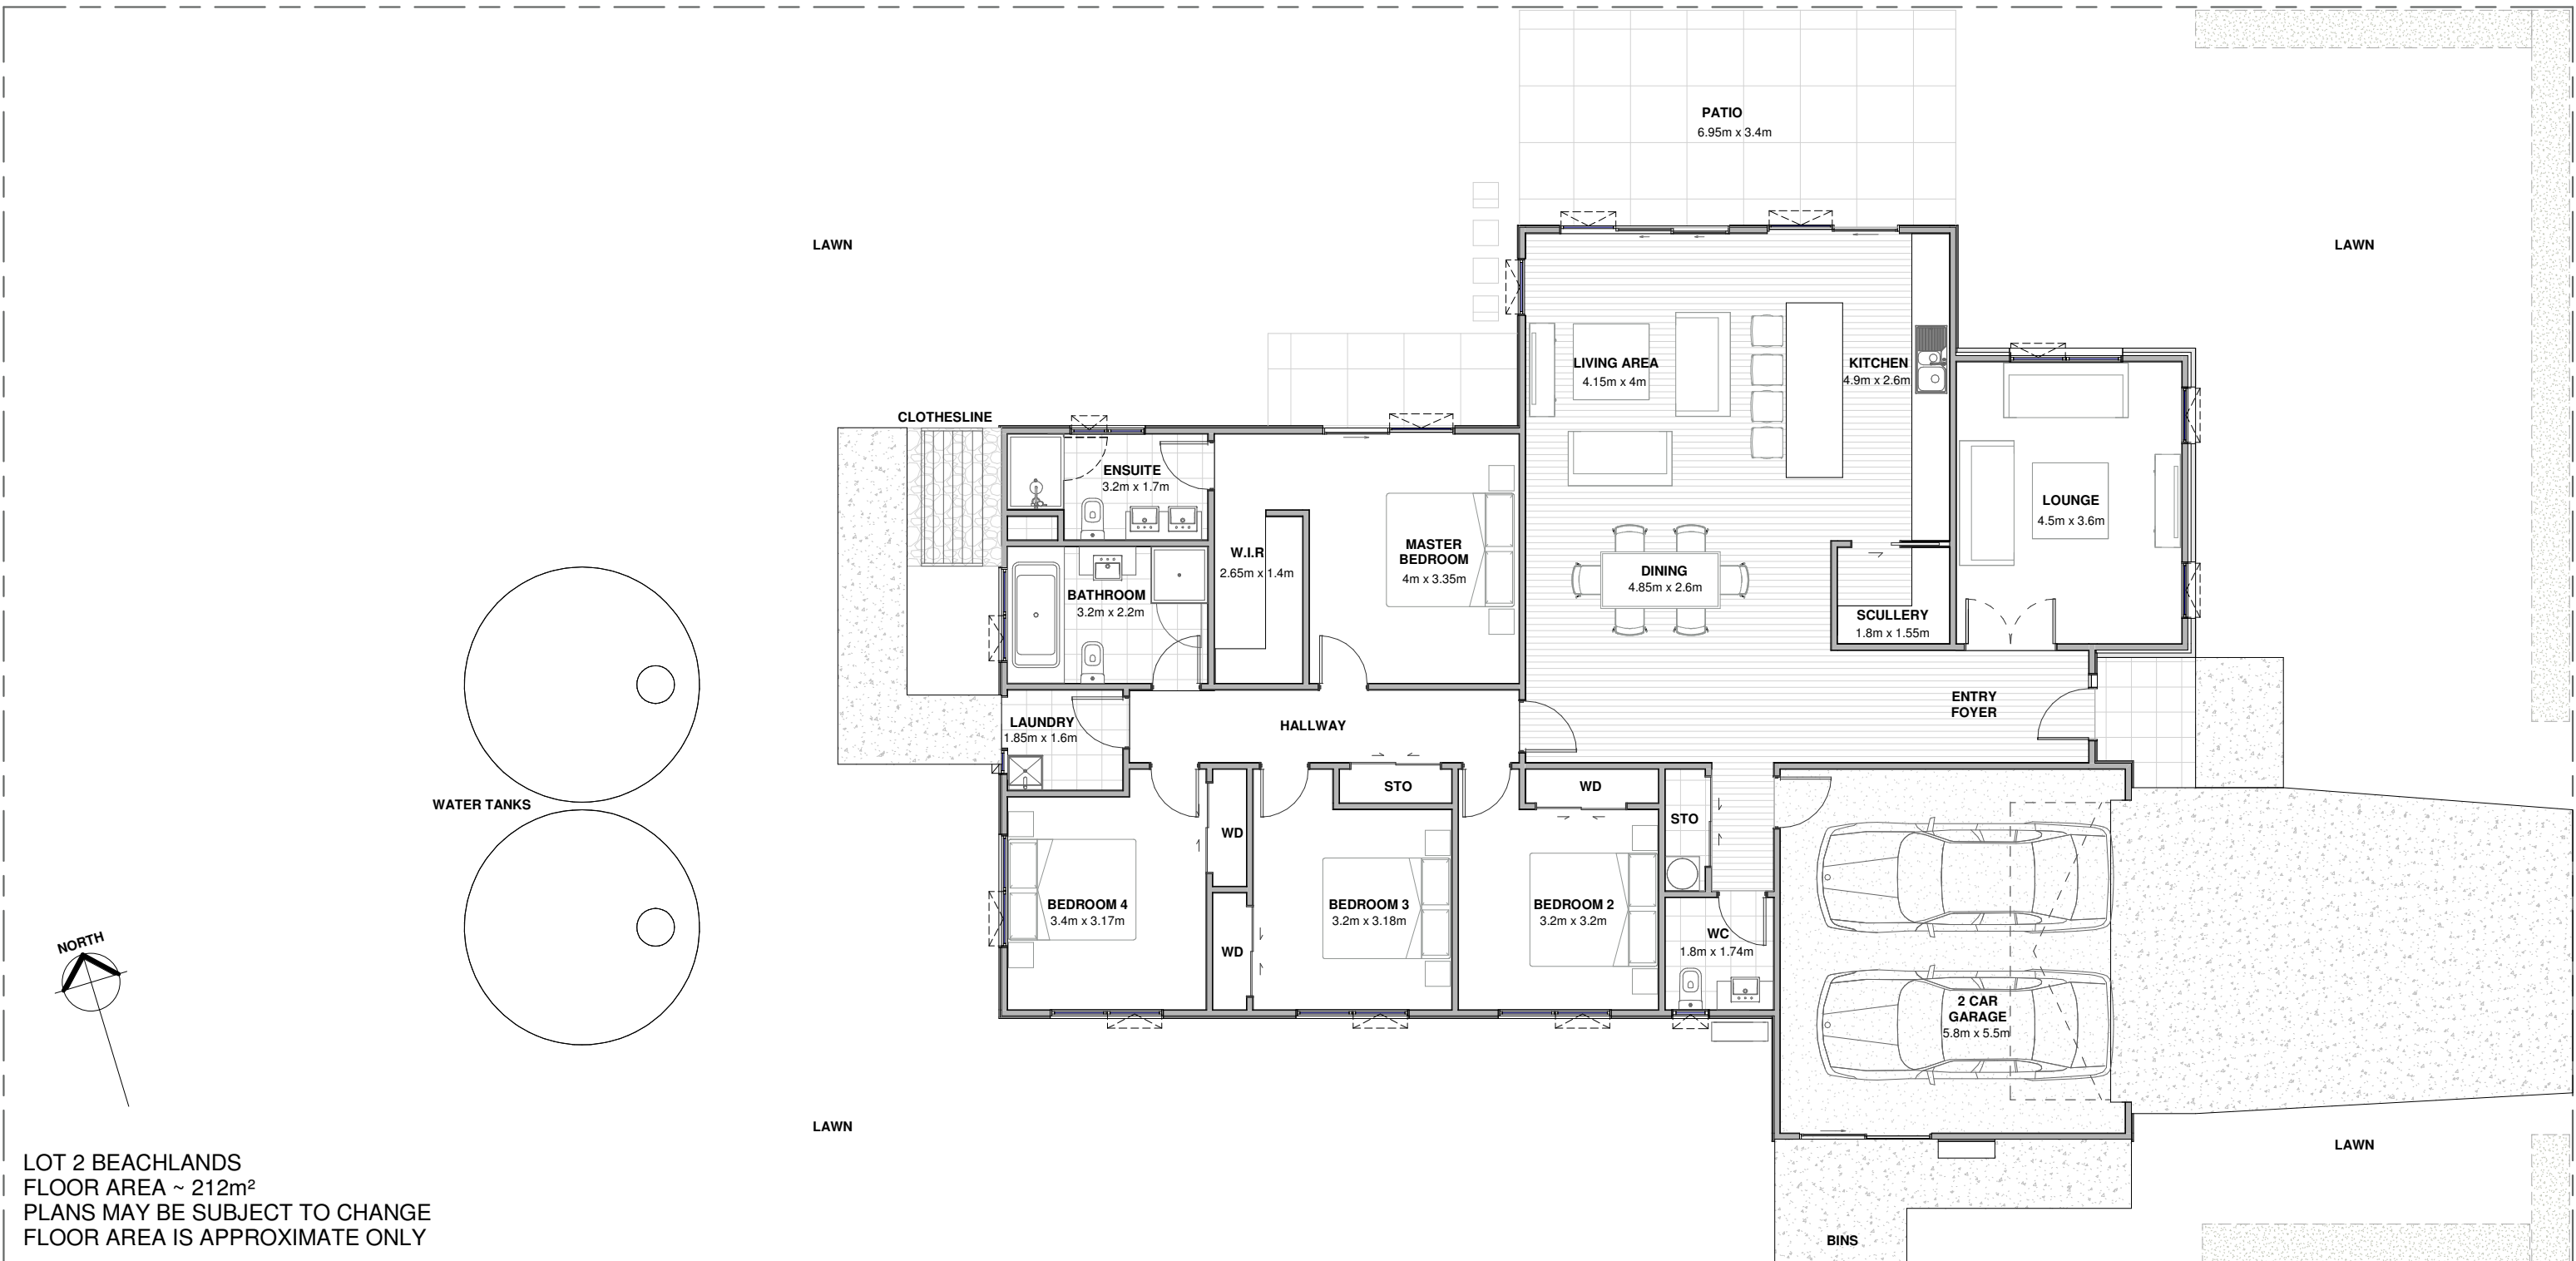 PATIO
6.95m x 3.4m
LAWN
LAWN
LIVING AREA
4.15m x 4m
KITCHEN
4.9m x 2.6m
CLOTHESLINE
ENSUITE
3.2m x 1.7m
LOUNGE
4.5m x 3.6m
W.I.R
2.65m x 1.4m
MASTER
BEDROOM
4m x 3.35m
DINING
4.85m x 2.6m
BATHROOM
3.2m x 2.2m
SCULLERY
1.8m x 1.55m
ENTRY
FOYER
LAUNDRY
1.85m x 1.6m
HALLWAY
STO
WD
WATER TANKS
WD
STO
BEDROOM 4
3.4m x 3.17m
BEDROOM 3
3.2m x 3.18m
BEDROOM 2
3.2m x 3.2m
WD
WC
1.8m x 1.74m
NORTH
2 CAR
GARAGE
5.8m x 5.5m
LAWN
LAWN
LOT 2 BEACHLANDS
FLOOR AREA ~ 212m²
PLANS MAY BE SUBJECT TO CHANGE
FLOOR AREA IS APPROXIMATE ONLY
BINS